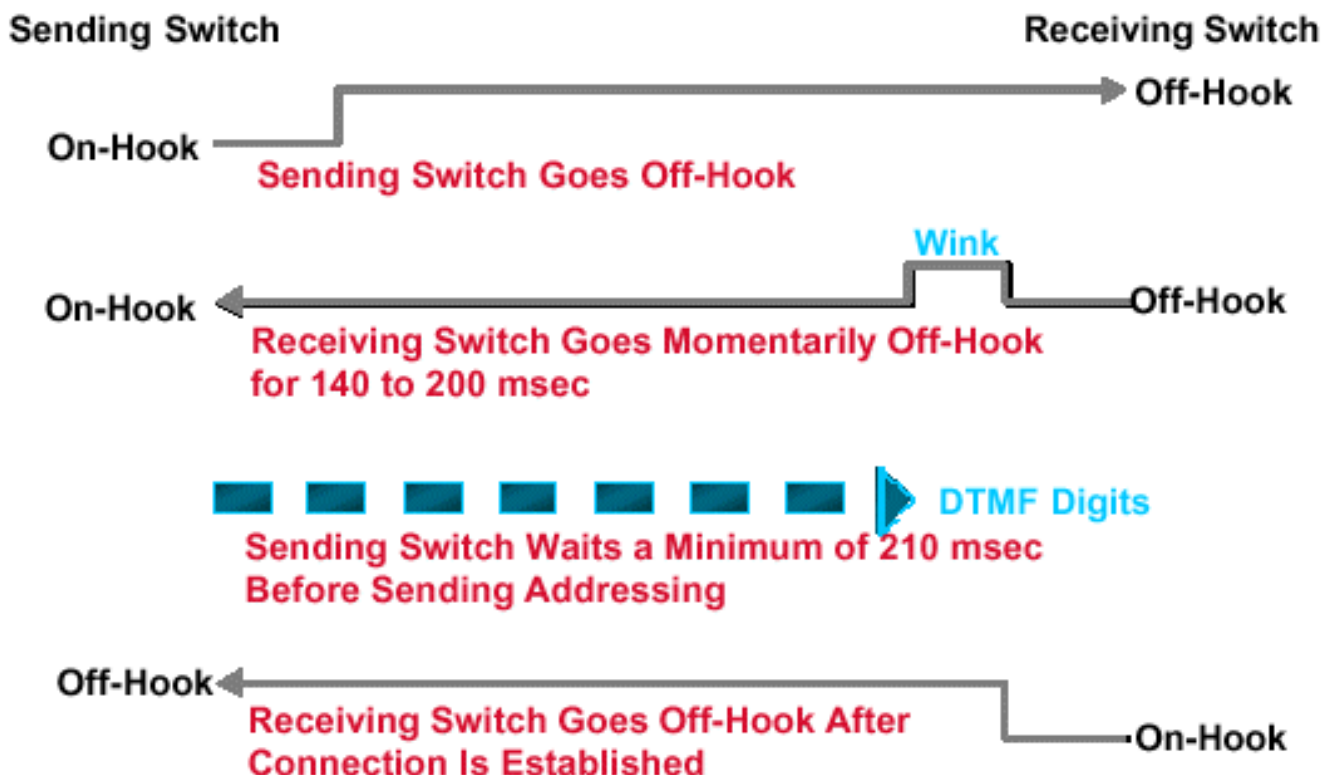 Sending Switch
Receiving Switch
Off-Hook
On-Hook
Sending Switch Goes Off-Hook
Wink
On-Hook
Off-Hook
Receiving Switch Goes Momentarily Off-Hook
for 140 to 200 msec
DTMF Digits
Sending Switch Waits a Minimum of 210 msec
Before Sending Addressing
Off-Hook
Receiving Switch Goes Off-Hook After
Connection Is Established
On-Hook